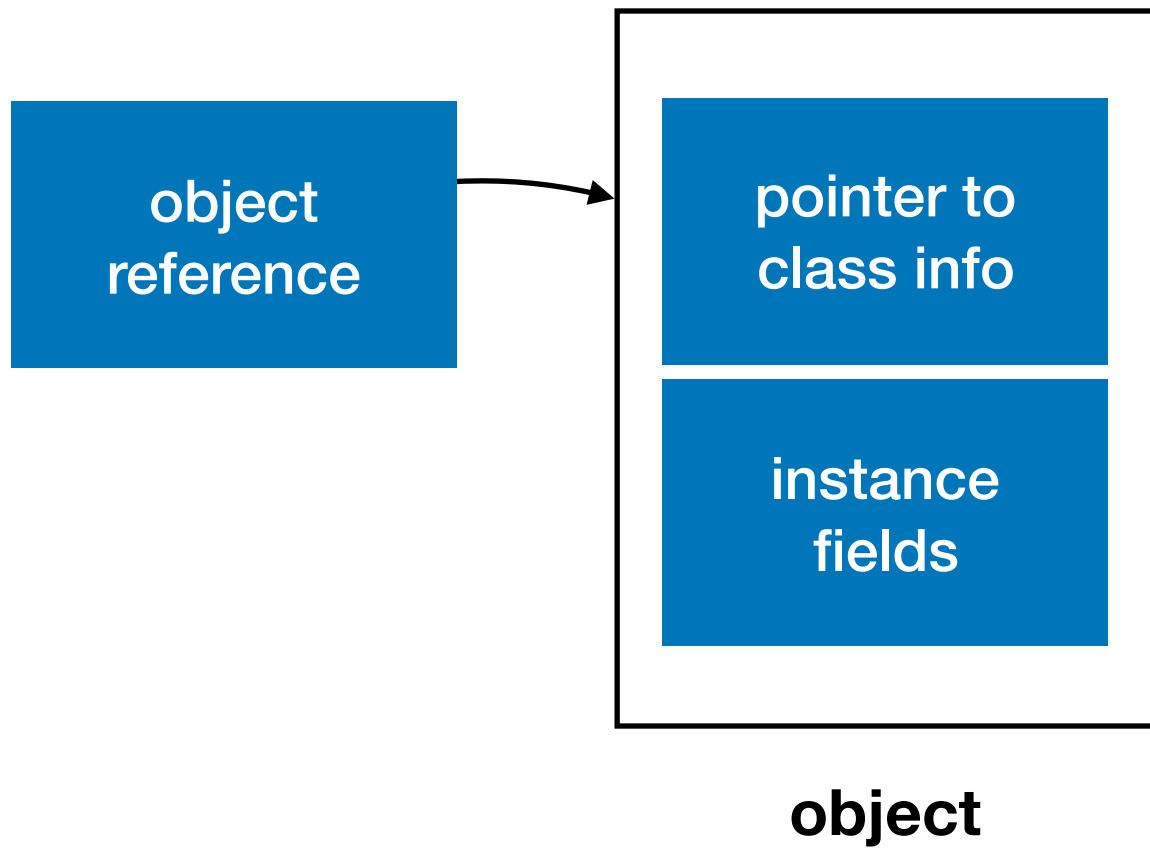 object
reference
pointer to
class info
instance
fields
object